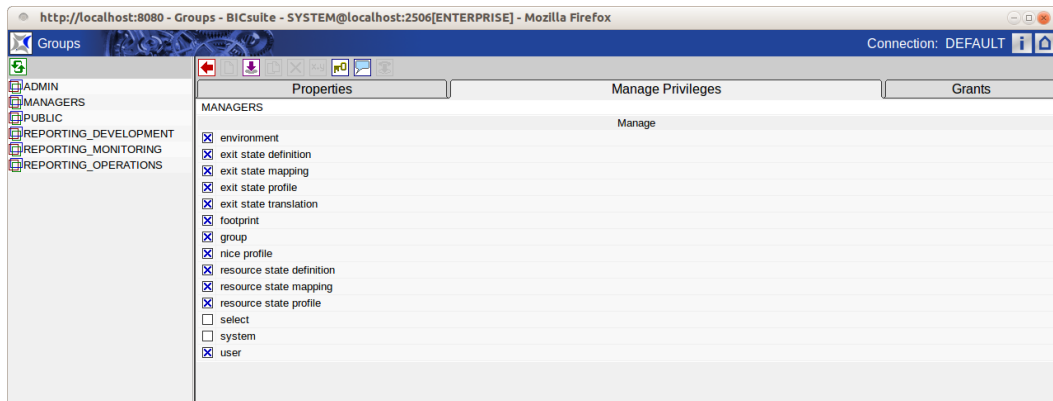 http://localhost:8080 - Groups - BICsuite - SYSTEM@localhost:2506[ENTERPRISE] - Mozilla Firefox
Groups
Connection: DEFAULT
ADMIN
MANAGERS
PUBLIC
REPORTING_DEVELOPMENT
REPORTING_MONITORING
REPORTING_OPERATIONS
Properties
Manage Privileges
Grants
MANAGERS
Manage
environment
exit state definition
exit state mapping
exit state profile
exit state translation
footprint
group
nice profile
resource state definition
resource state mapping
resource state profile
select
system
user